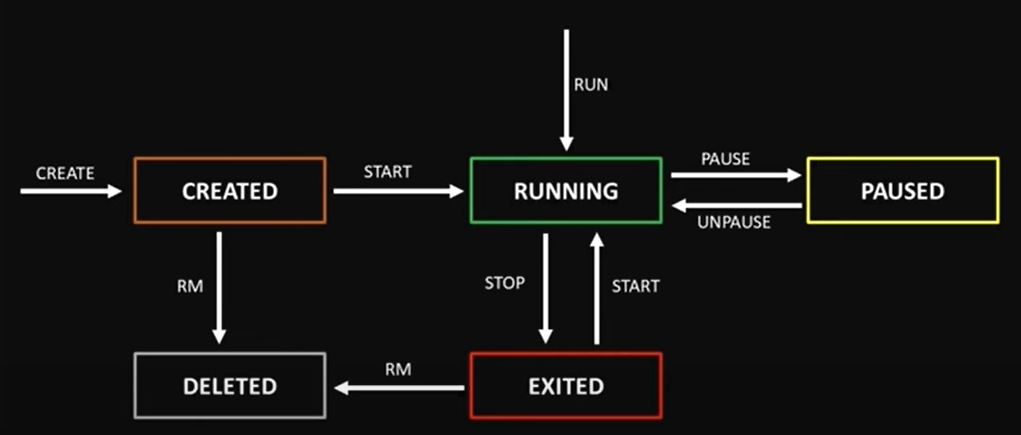 RUN
CREATE
CREATED
START
RUNNING
PAUSE
UNPAUSE
PAUSED
RM
STOP
START
DELETED
RM
EXITED